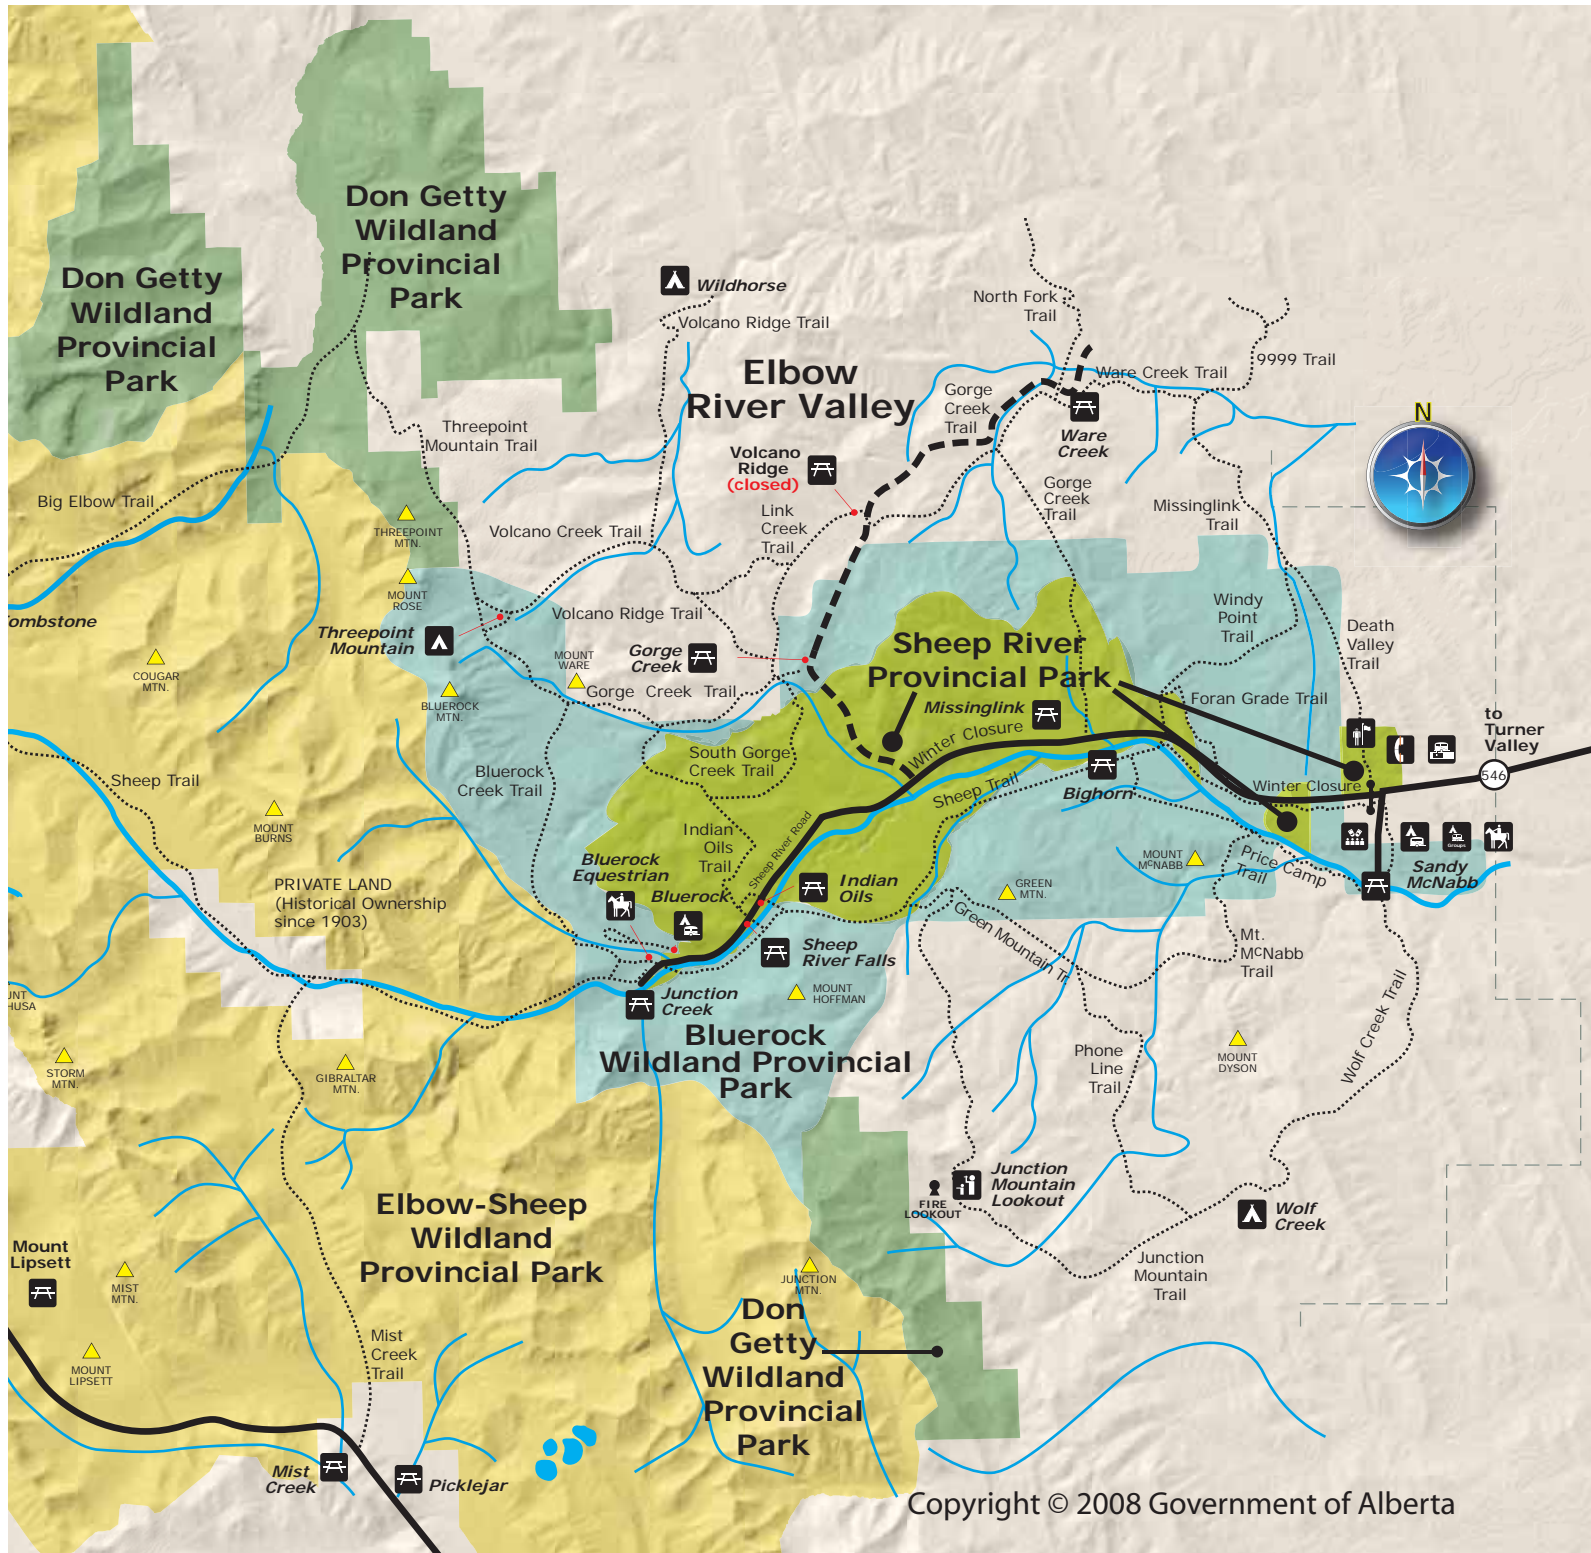 Don Getty
Wildland
Provincial
Park
Don Getty
Wildland
Provincial
Park
Wildhorse
Volcano Ridge Trail
North Fork
Trail
9999 Trail
Ware Creek Trail
Elbow
River Valley
Gorge
Creek
Trail
Ware
Creek
N
Threepoint
Mountain Trail
Volcano
Ridge
(closed)
Big Elbow Trail
THREEPOINT
MTN.
Volcano Creek Trail
Link
Creek
Trail
Gorge
Creek
Trail
Missinglink
Trail
MOUNT
ROSE
ombstone
Threepoint
Mountain
Volcano Ridge Trail
Windy
Point
Trail
Death
Valley
Trail
COUGAR
MTN.
MOUNT
WARE
Gorge
Creek
Sheep River
Provincial Park
BLUEROCK
MTN.
Gorge Creek Trail
Missinglink
Foran Grade Trail
to
Turner
Valley
546
Sheep Trail
Bluerock
Creek Trail
South Gorge
Creek Trail
Winter Closure
Sheep Trail
Bighorn
Winter Closure
MOUNT
BURNS
Indian
Oils
Trail
Sheep River Road
Groups
Bluerock
Equestrian
Bluerock
Indian
Oils
MOUNT
McNABB
Price Camp
Trail
Sandy
McNabb
PRIVATE LAND
(Historical Ownership
since 1903)
GREEN
MTN.
Green Mountain Tr.
Sheep
River Falls
Mt.
McNabb
Trail
UNT
HUSA
Junction
Creek
MOUNT
HOFFMAN
Wolf Creek Trail
Bluerock
Wildland Provincial
Park
STORM
MTN.
GIBRALTAR
MTN.
Phone
Line
Trail
MOUNT
DYSON
Elbow-Sheep
Wildland
Provincial Park
FIRE
LOOKOUT
Junction
Mountain
Lookout
Wolf
Creek
Mount
Lipsett
MIST
MTN.
JUNCTION
MTN.
Junction
Mountain
Trail
Don
Getty
Wildland
Provincial
Park
Mist
Creek
Trail
MOUNT
LIPSETT
Mist
Creek
Picklejar
Copyright © 2008 Government of Alberta